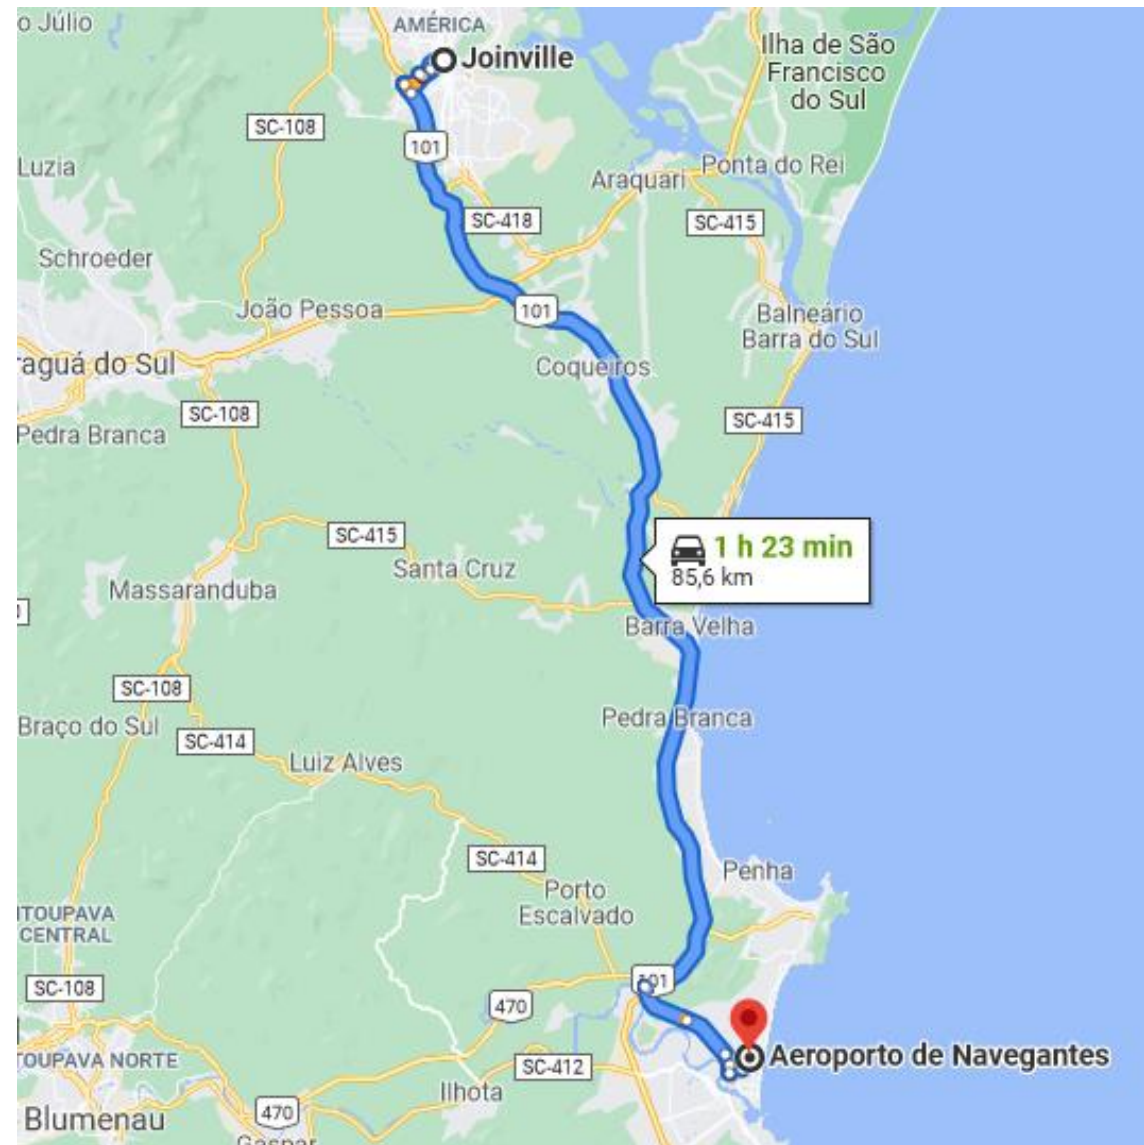 o Júlio
AMÉRICA
Joinville
Ilha de São
Francisco
do Sul
SC-108
101
Luzia
Araquari
Ponta do Rei
SC-418
SC-415
Schroeder
João Pessoa
101
Balneário
Barra do Sul
raguá do Sul
Coqueiros
SC-108
SC-415
Pedra Branca
SC-415
1 h 23 min
85,6 km
Santa Cruz
Massaranduba
Barra Velha
SC-108
Pedra Branca
Braço do Sul
SC-414
Luiz Alves
SC-414
Penha
Porto
Escalvado
ITOUPAVA
CENTRAL
101
SC-108
470
TOUPAVA NORTE
SC-412
Aeroporto de Navegantes
Ilhota
470
Blumenau
Gaspar